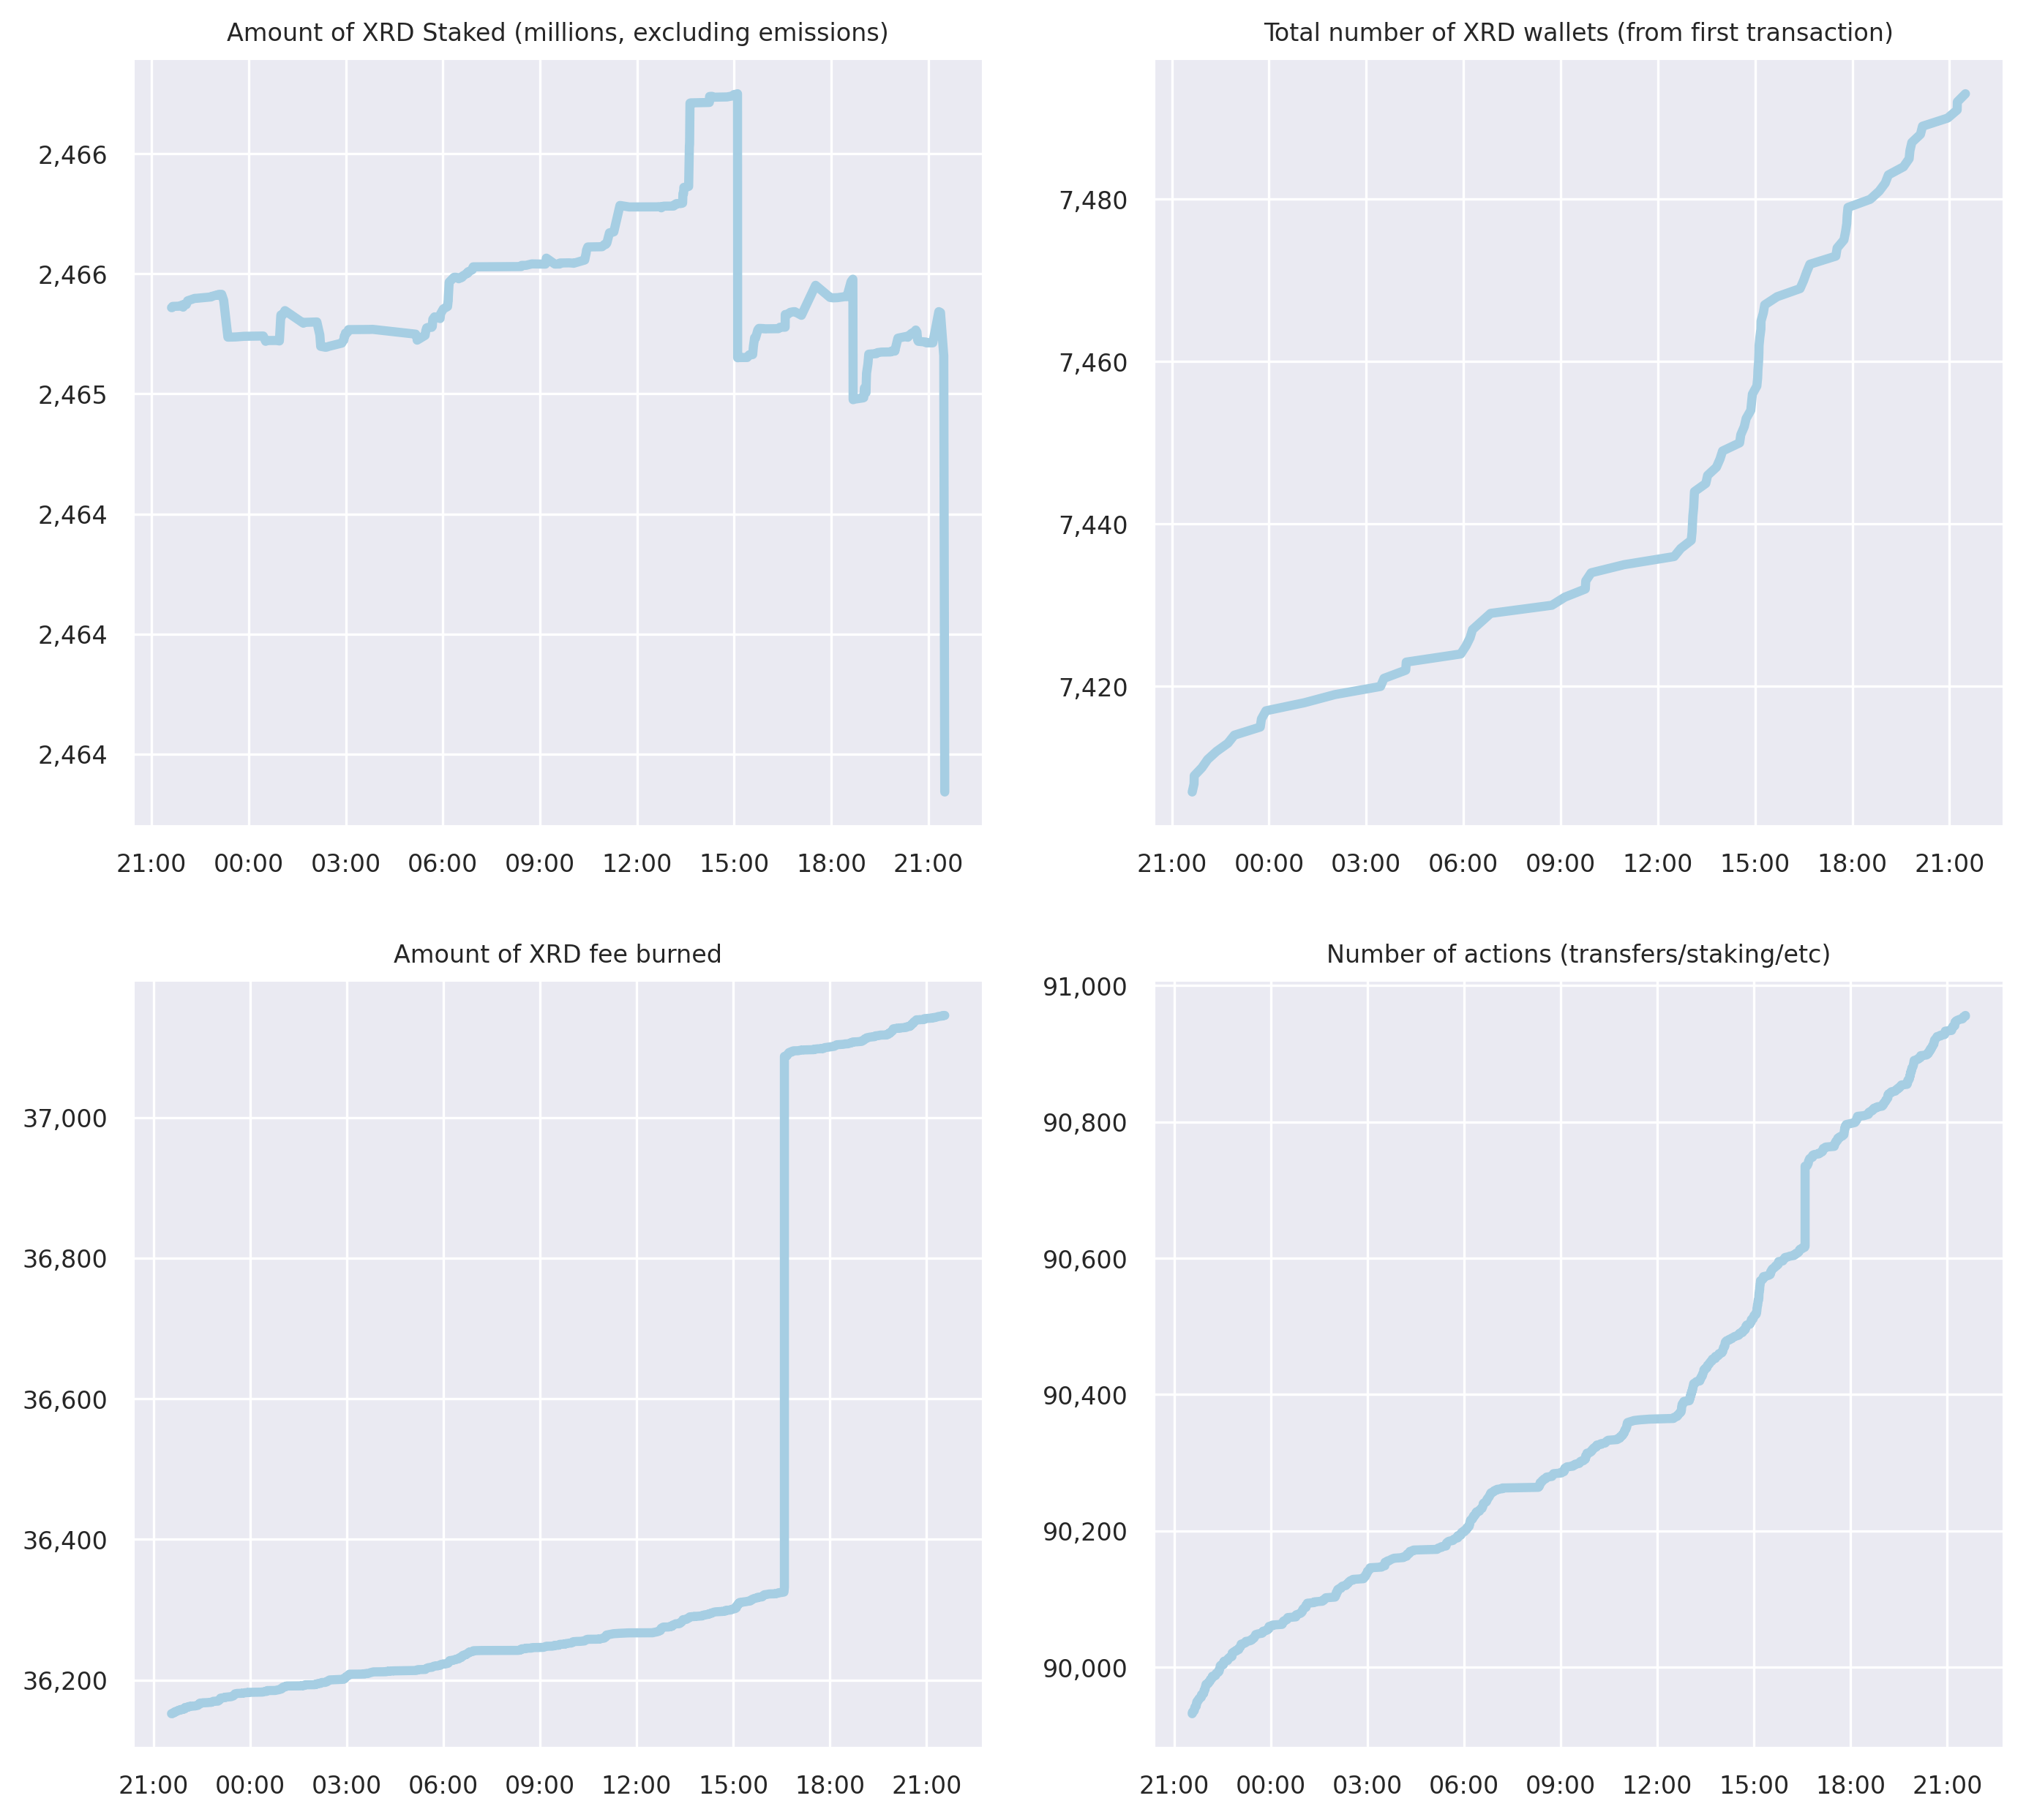 Amount of XRD Staked (millions, excluding emissions)
2,466
2,466
2,465
2,464
2,464
2,464
21:00 00:00 03:00 06:00 09:00 12:00 15:00 18:00 21:00
Total number of XRD wallets (from first transaction)
7,480
7,460
7,440
7,420
21:00 00:00 03:00 06:00 09:00 12:00 15:00 18:00 21:00
Amount of XRD fee burned
37,000
36,800
36,600
36,400
36,200
21:00 00:00 03:00 06:00 09:00 12:00 15:00 18:00 21:00
Number of actions (transfers/staking/etc)
91,000
90,800
90,600
90,400
90,200
90,000
21:00 00:00 03:00 06:00 09:00 12:00 15:00 18:00 21:00